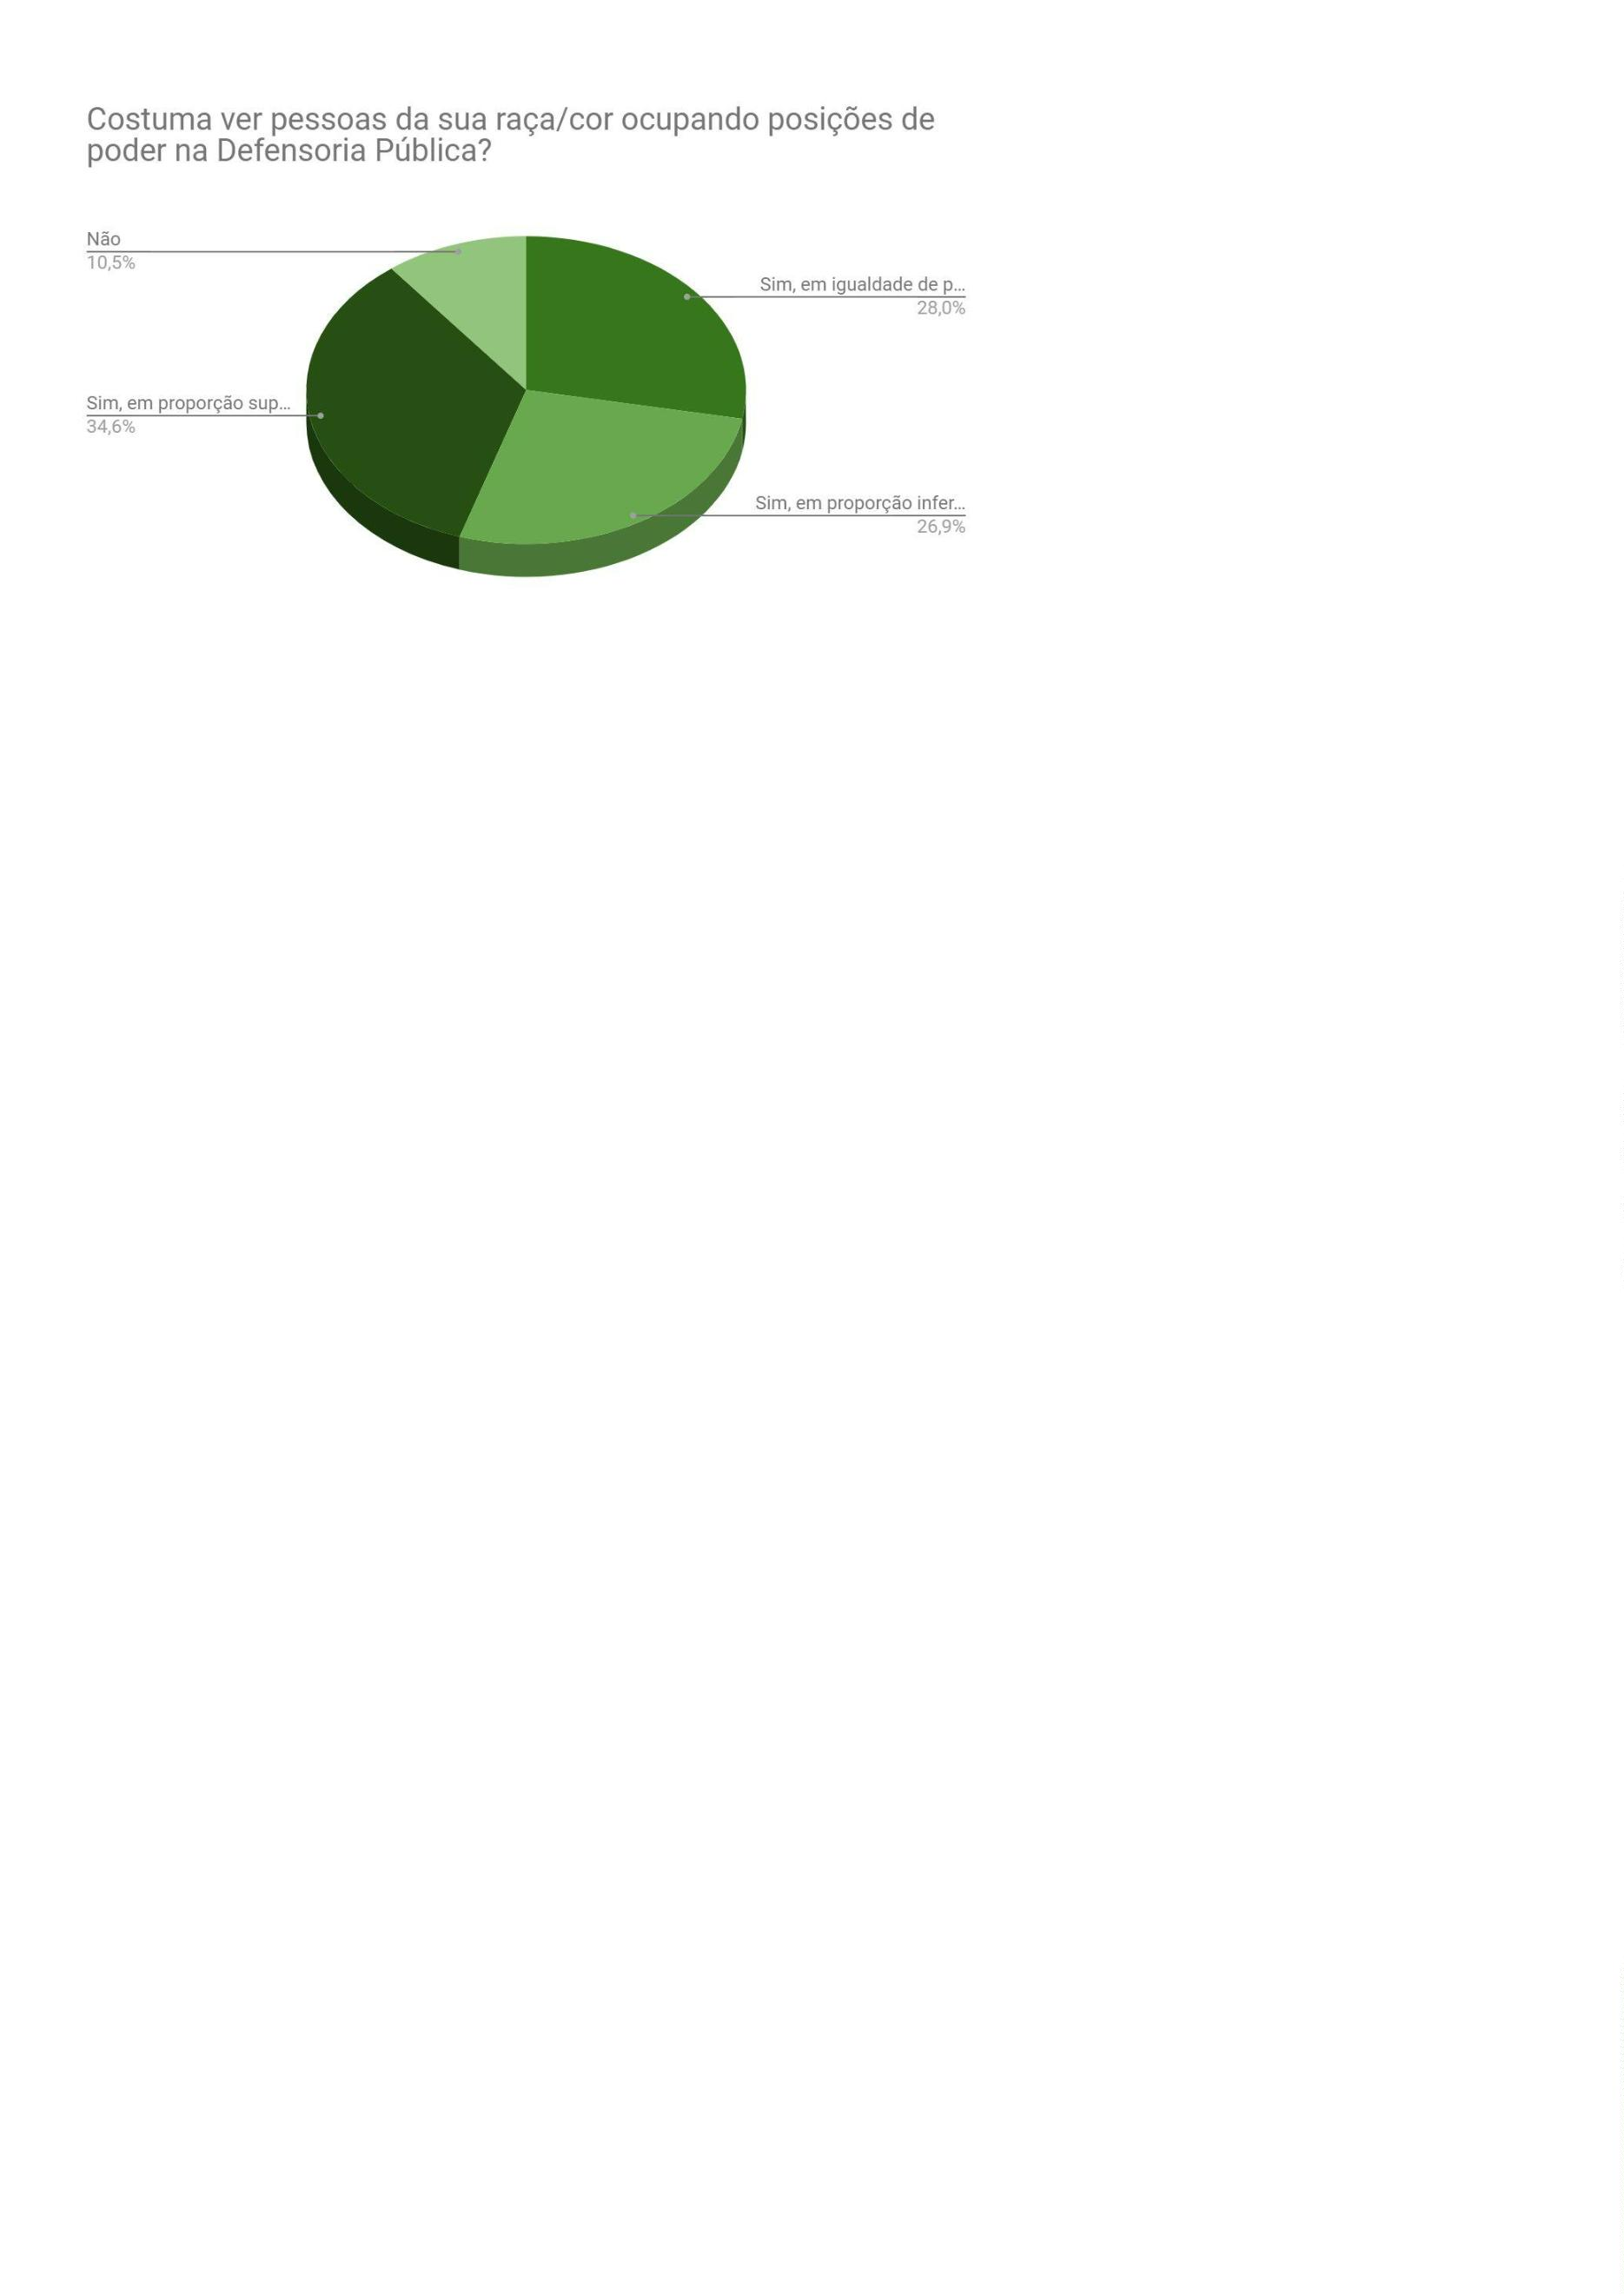 Costuma ver pessoas da sua raça/cor ocupando posições de
poder na Defensoria Pública?
Não
10,5%
Sim, em igualdade de p...
28,0%
Sim, em proporção sup...
34,6%
Sim, em proporção infer...
26,9%